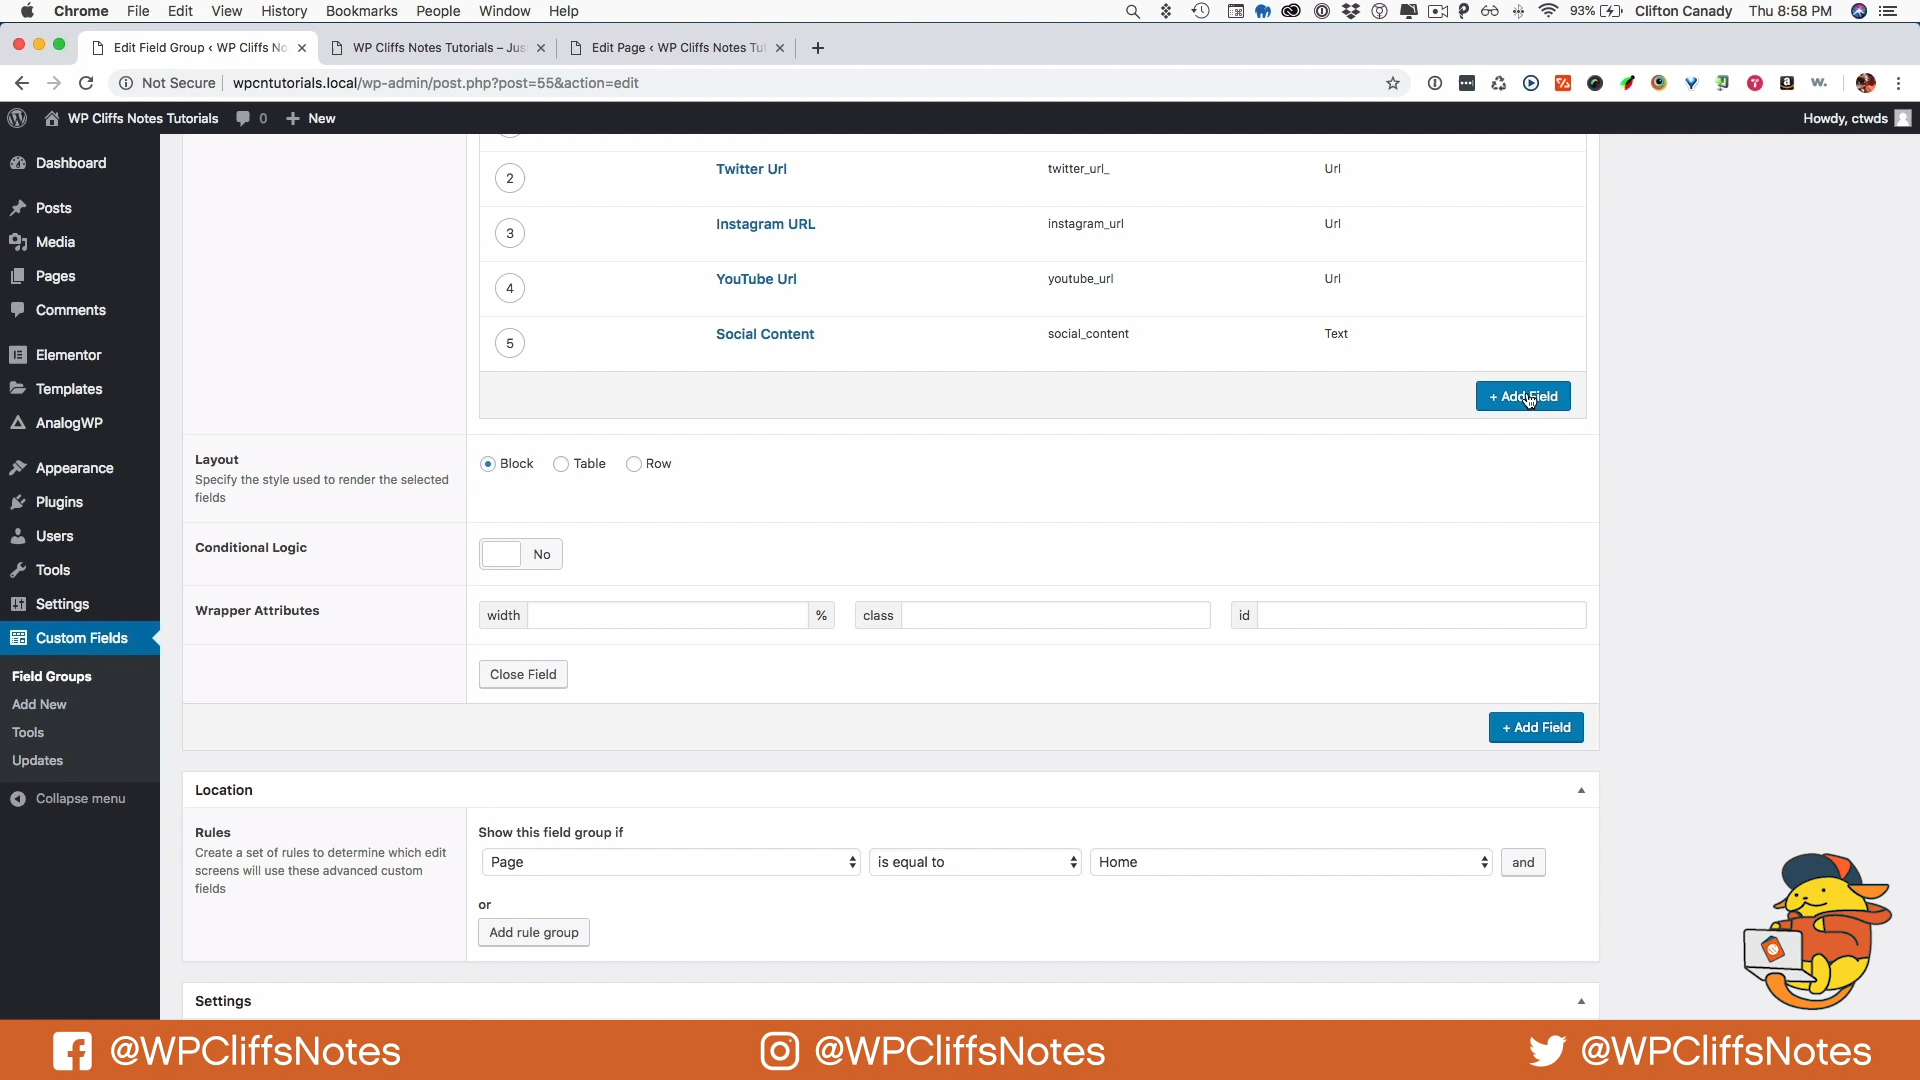 Chrome File Edit View History Bookmarks People Window Help 93% Clifton Canady Thu 8:58 PM
Edit Field Group ‹ WP Cliffs No WP Cliffs Notes Tutorials – Jus Edit Page ‹ WP Cliffs Notes Tut
Not Secure wpcntutorials.local/wp-admin/post.php?post=55&action=edit
WP Cliffs Notes Tutorials 0 New Howdy, ctwds
Dashboard
Posts
Media
Pages
Comments
Elementor
Templates
AnalogWP
Appearance
Plugins
Users
Tools
Settings
Custom Fields
Field Groups
Add New
Tools
Updates
Collapse menu
2 Twitter Url twitter_url_ Url
3 Instagram URL instagram_url Url
4 YouTube Url youtube_url Url
5 Social Content social_content Text
+ Add Field
Layout
Specify the style used to render the selected
fields
Block Table Row
Conditional Logic
No
Wrapper Attributes
width % class id
Close Field
+ Add Field
Location
Rules
Create a set of rules to determine which edit
screens will use these advanced custom
fields
Show this field group if
Page is equal to Home and
or
Add rule group
Settings
@WPCliffsNotes @WPCliffsNotes @WPCliffsNotes